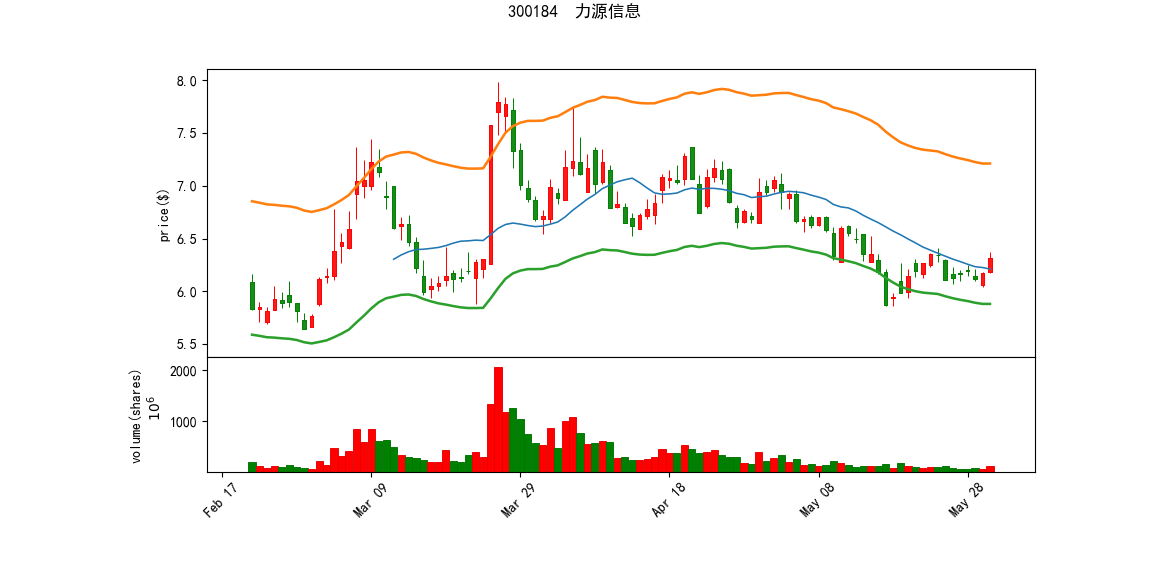 300184  力源信息
8.0
7.5
7.0
6.5
6.0
5.5
price($)
2000
1000
volume(shares)
10^6
Feb 17
Mar 09
Mar 29
Apr 18
May 08
May 28